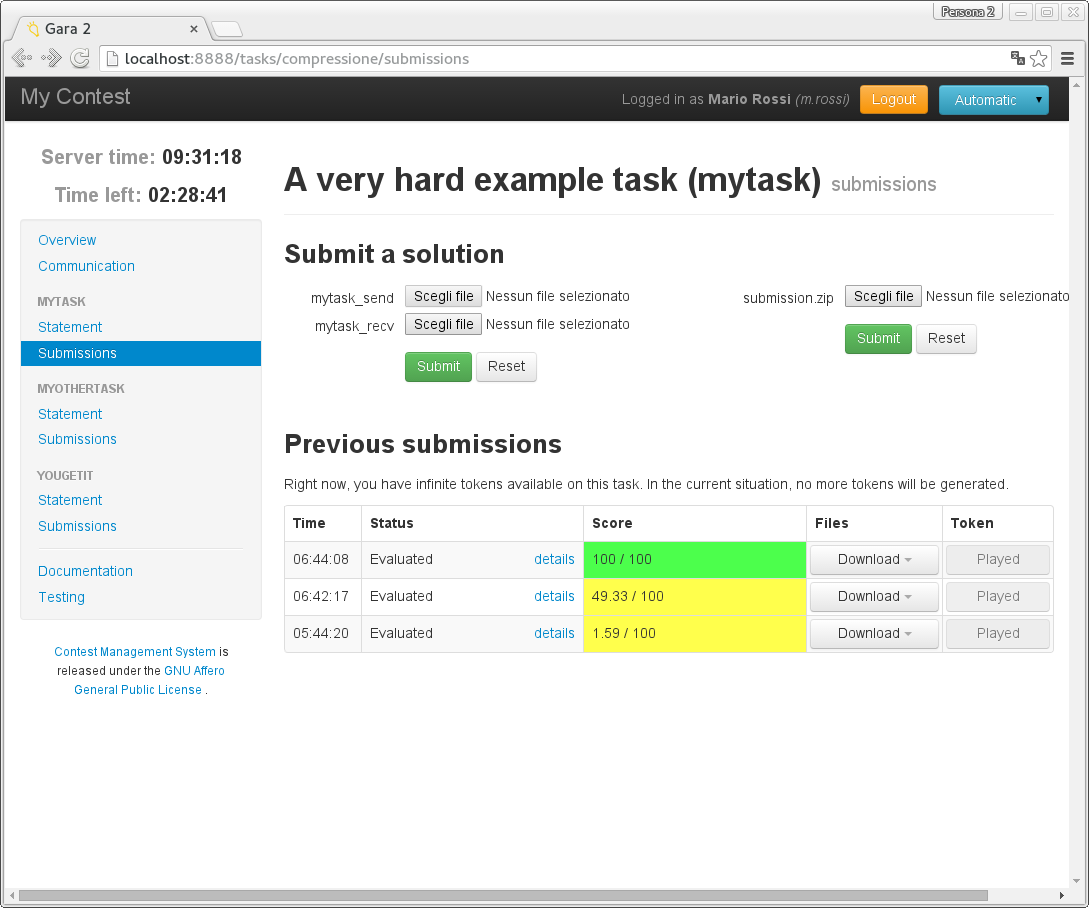 Persona 2
Gara 2
localhost:8888/tasks/compressione/submissions
My Contest
Logged in as Mario Rossi (m.rossi) Logout Automatic
Server time: 09:31:18
Time left: 02:28:41
Overview
Communication
MYTASK
Statement
Submissions
MYOTHERTASK
Statement
Submissions
YOUGETIT
Statement
Submissions
Documentation
Testing
Contest Management System is
released under the GNU Affero
General Public License .
A very hard example task (mytask) submissions
Submit a solution
mytask_send Scegli file Nessun file selezionato
mytask_recv Scegli file Nessun file selezionato
Submit Reset
submission.zip Scegli file Nessun file selezionato
Submit Reset
Previous submissions
Right now, you have infinite tokens available on this task. In the current situation, no more tokens will be generated.
Time Status Score Files Token
06:44:08 Evaluated details 100 / 100 Download Played
06:42:17 Evaluated details 49.33 / 100 Download Played
05:44:20 Evaluated details 1.59 / 100 Download Played